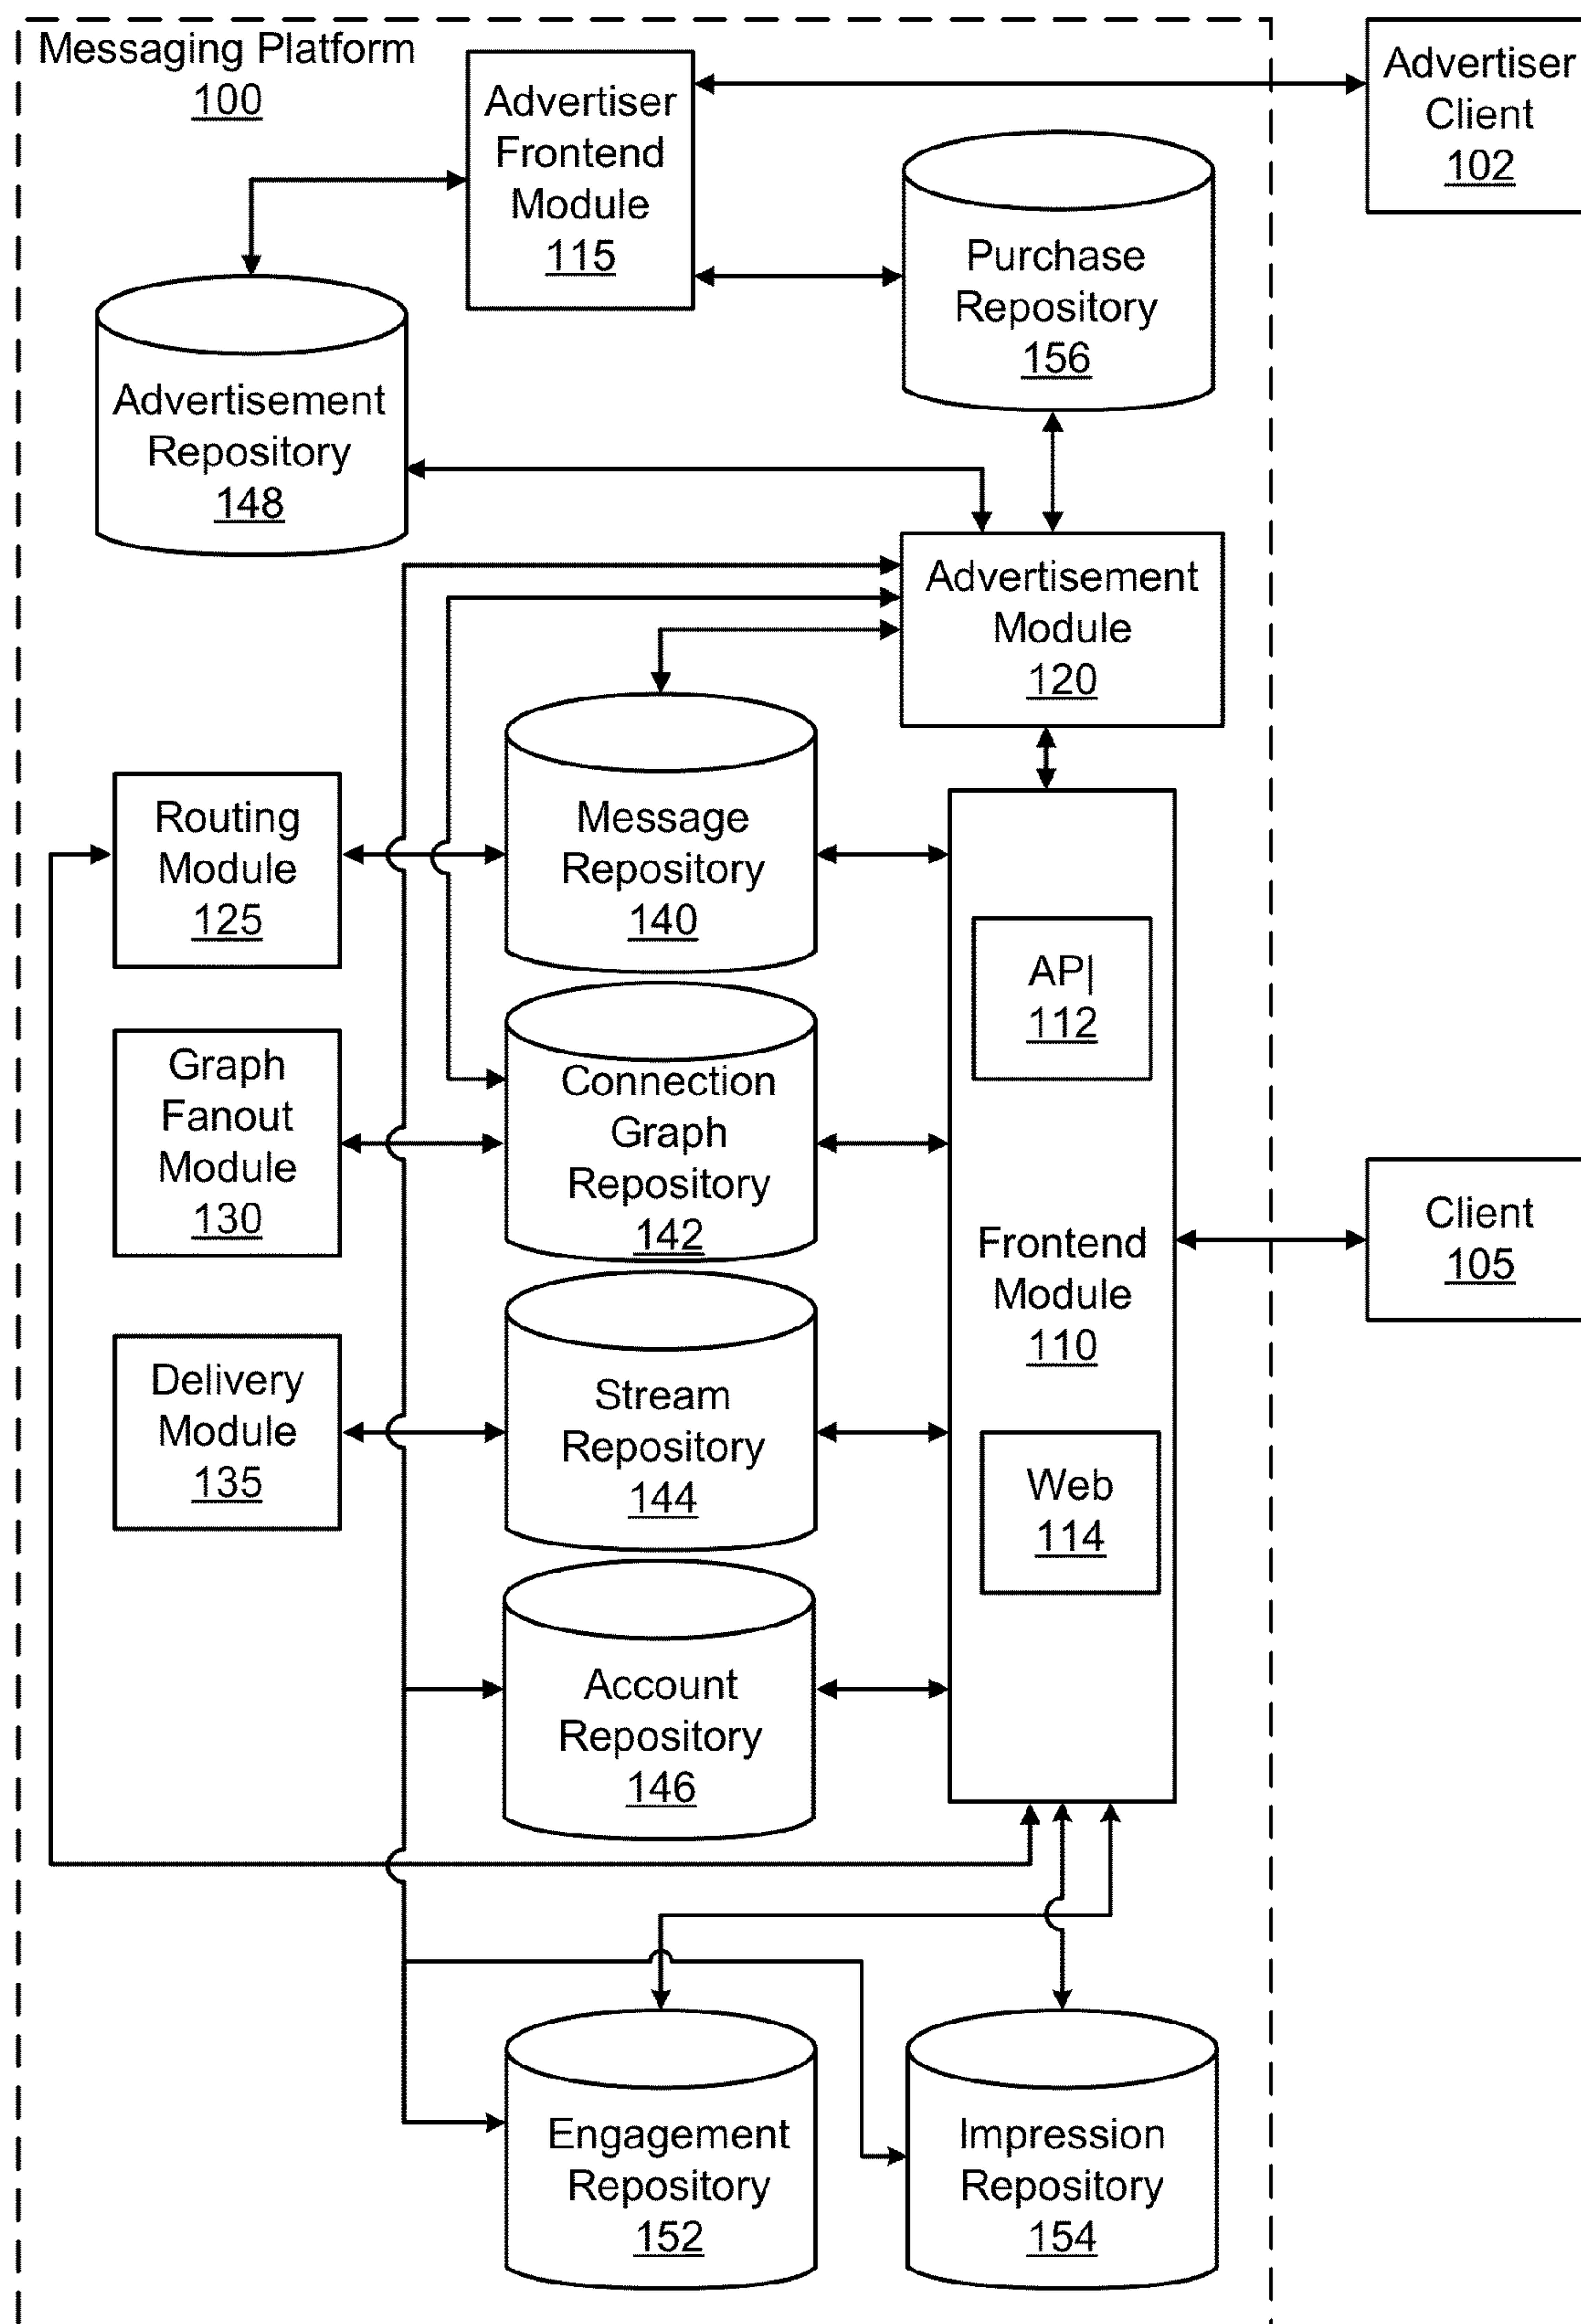 Messaging Platform
100
Advertiser
Frontend
Module
115
Advertiser
Client
102
Purchase
Repository
156
Advertisement
Repository
148
Advertisement
Module
120
Routing
Module
125
Message
Repository
140
API
112
Graph
Fanout
Module
130
Connection
Graph
Repository
142
Frontend
Module
110
Client
105
Delivery
Module
135
Stream
Repository
144
Web
114
Account
Repository
146
Engagement
Repository
152
Impression
Repository
154